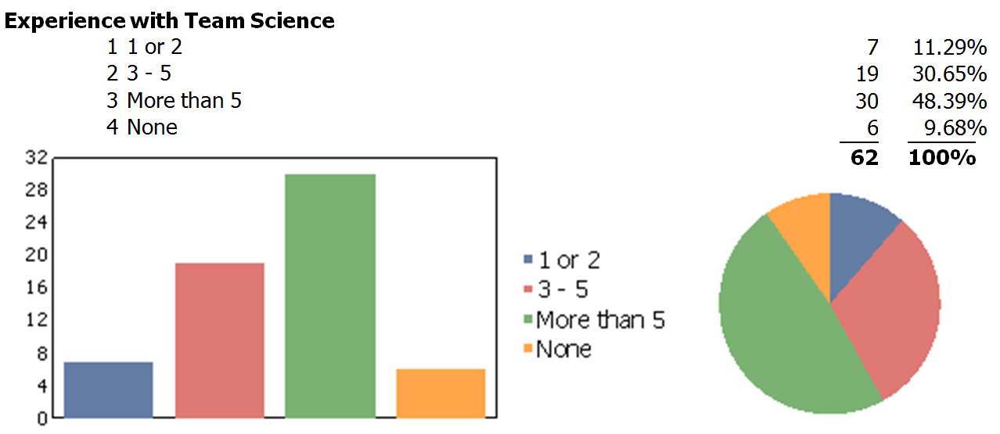 Experience with Team Science
1 1 or 2 7 11.29%
2 3 - 5 19 30.65%
3 More than 5 30 48.39%
4 None 6 9.68%
62 100%
32
28
24
20
16
12
8
4
0
1 or 2
3 - 5
More than 5
None